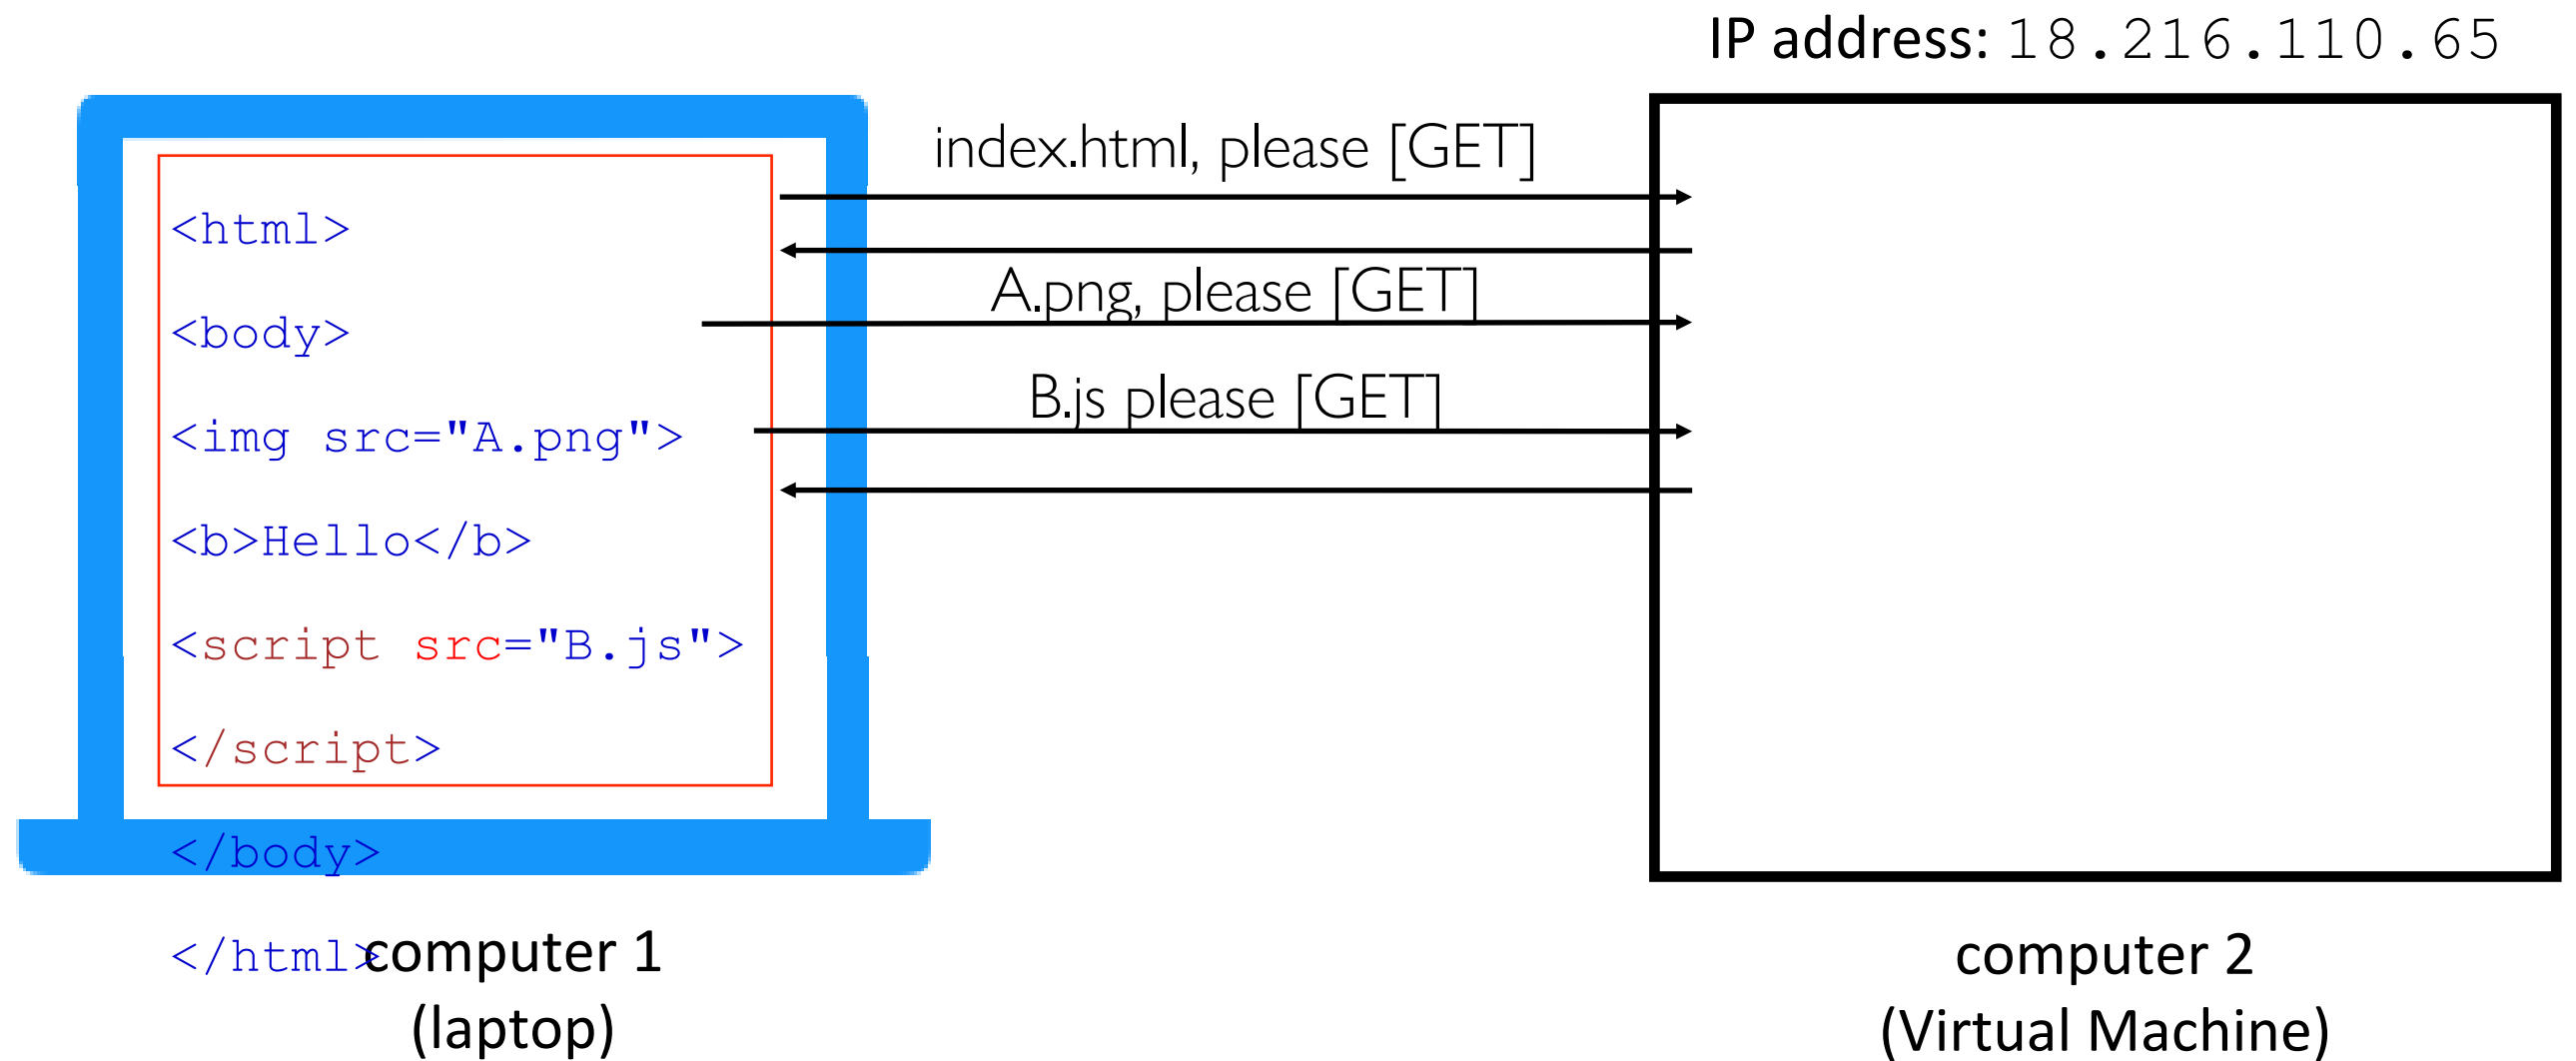 IP address: 18.216.110.65
index.html, please [GET]
A.png, please [GET]
B.js please [GET]
<html>
<body>
<img src="A.png">
<b>Hello</b>
<script src="B.js">
</script>
</body>
</html>
computer 1
(laptop)
computer 2
(Virtual Machine)